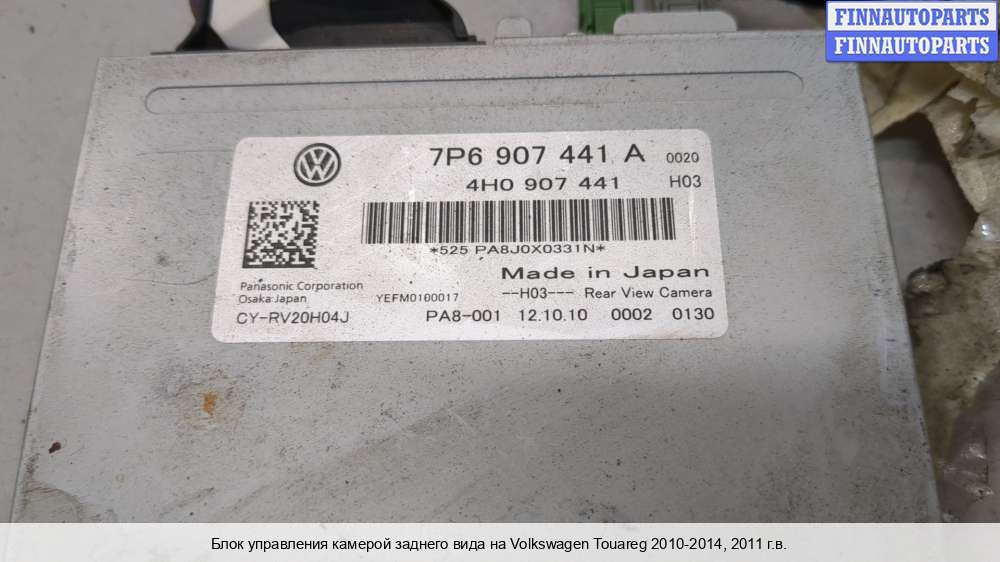 FINNAUTOPARTS
FINNAUTOPARTS
7P6 907 441 A 0020
4H0 907 441 H03
*525 PA8J0X0331N*
Made in Japan
Panasonic Corporation
Osaka Japan YEFM0100017 --H03--- Rear View Camera
CY-RV20H04J PA8-001 12.10.10 0002 0130
Блок управления камерой заднего вида на Volkswagen Touareg 2010-2014, 2011 г.в.